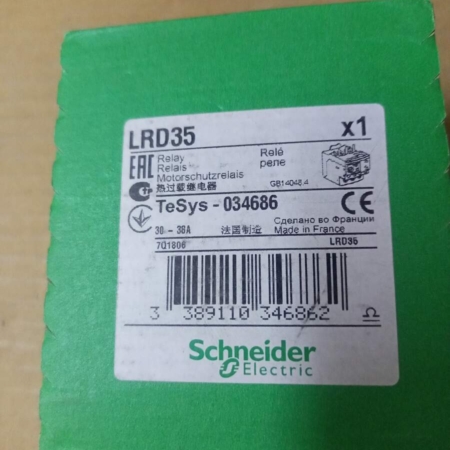 LRD35 x1
EAC Relay Relé
Relais реле
Motorschutzrelais
热过载继电器 GB14048.4
TeSys - 034686 CE
30 - 38A 法国制造 Сделано во Франции
Made in France
7Q1806 LRD35
3 389110 346862
Schneider
Electric